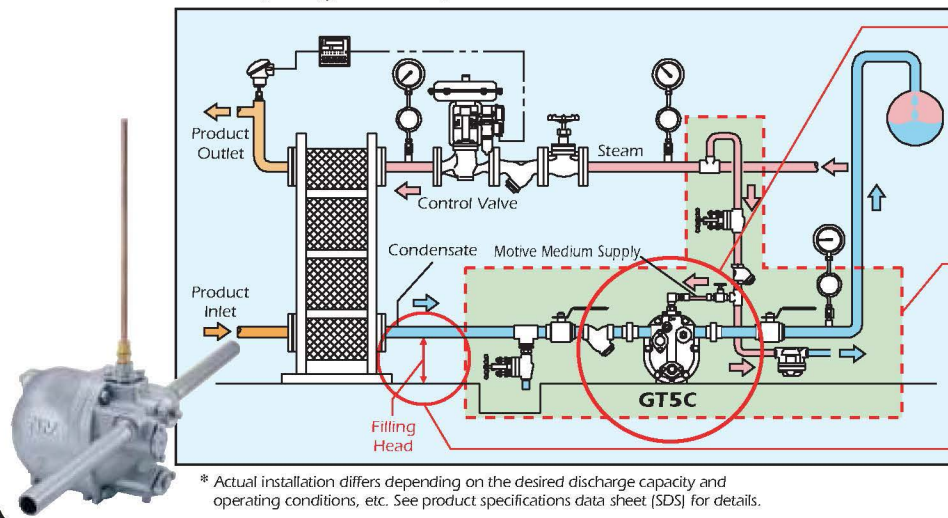 Product
Outlet
Steam
Control Valve
Condensate
Motive Medium Supply
Product
Inlet
GT5C
Filling
Head
TLV
* Actual installation differs depending on the desired discharge capacity and
operating conditions, etc. See product specifications data sheet (SDS) for details.